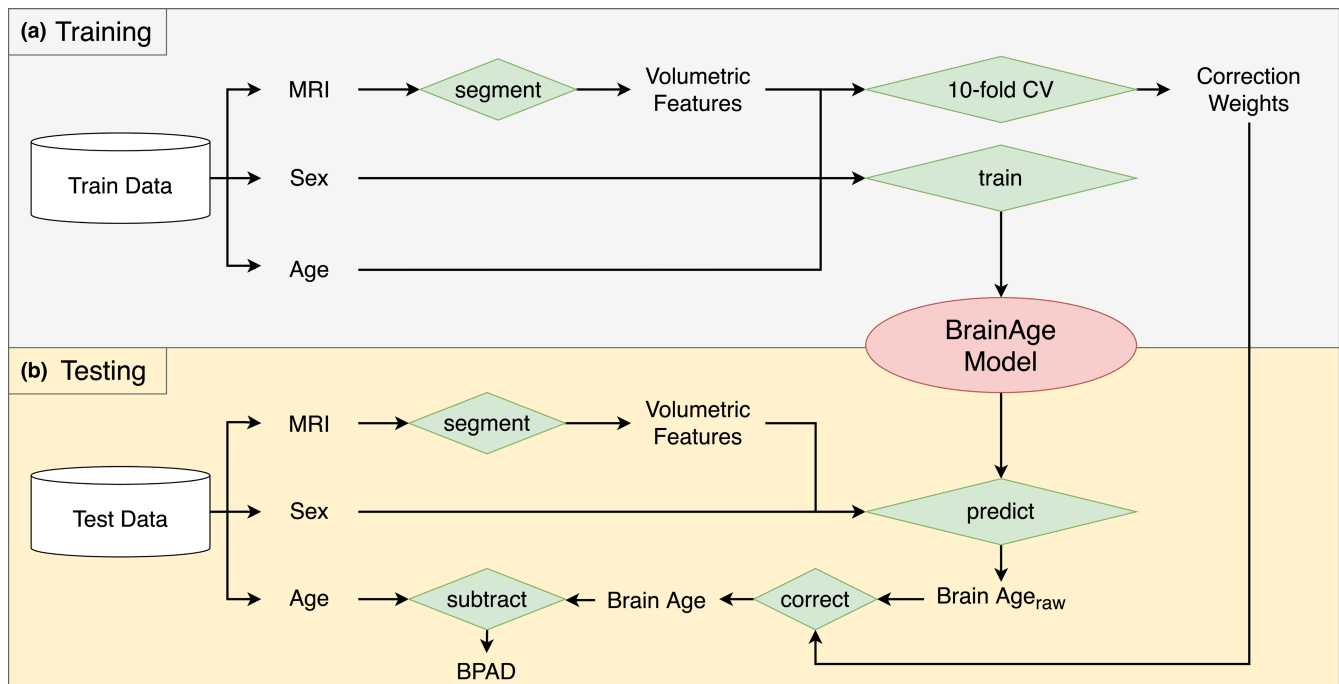 (a) Training
MRI
segment
Volumetric
Features
10-fold CV
Correction
Weights
Train Data
Sex
train
Age
BrainAge
Model
(b) Testing
MRI
segment
Volumetric
Features
Test Data
Sex
predict
Age
subtract
Brain Age
correct
Brain Age_raw
BPAD